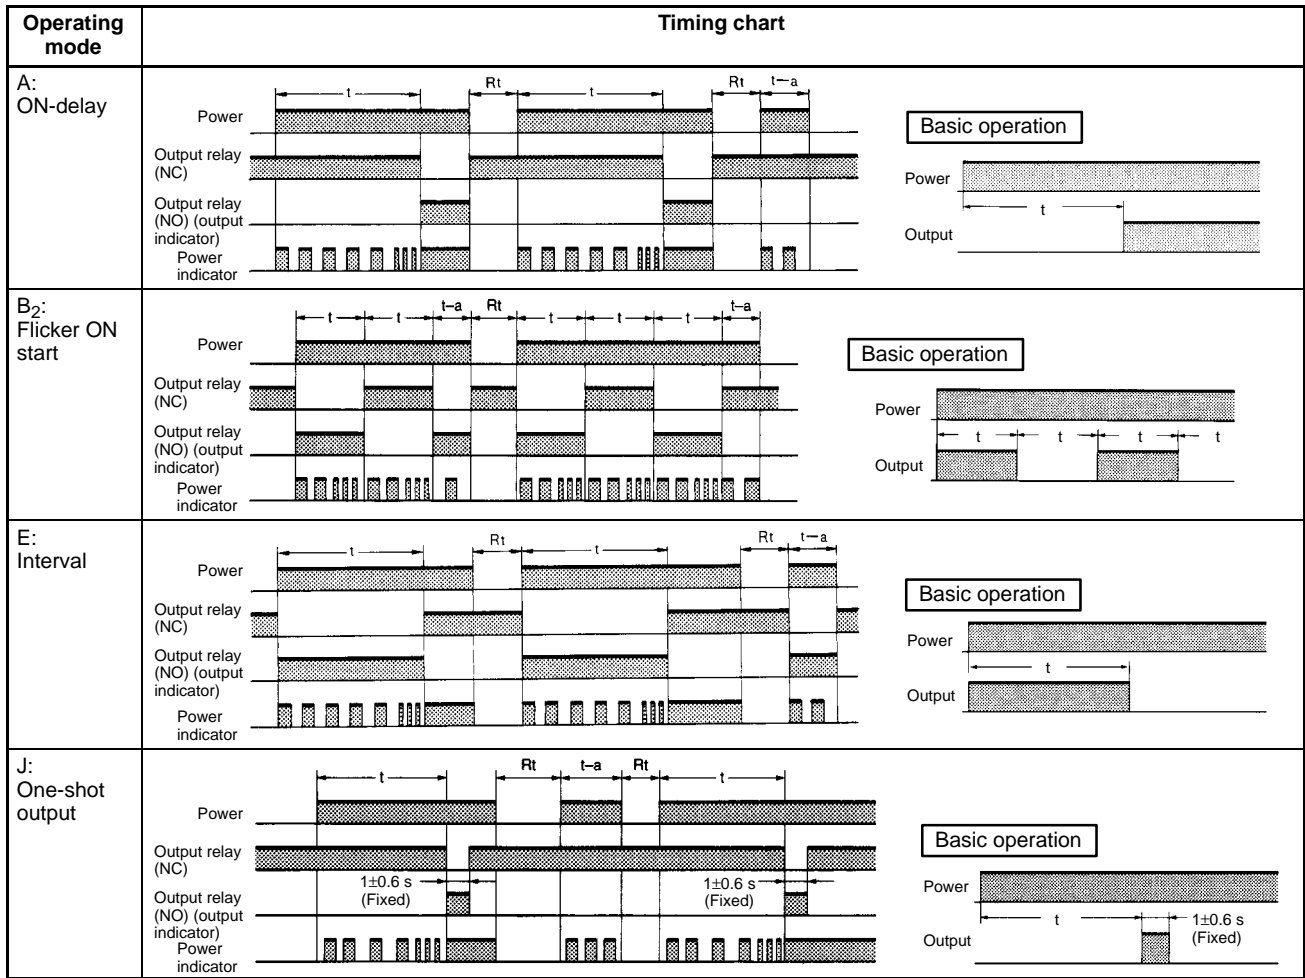 Operating mode
Timing chart
A:
ON-delay
t
Rt
t
Rt
t–a
Power
Output relay
(NC)
Output relay
(NO) (output
indicator)
Power
indicator
Basic operation
Power
t
Output
B2:
Flicker ON
start
t
t
t–a
Rt
t
t
t
t–a
Power
Output relay
(NC)
Output relay
(NO) (output
indicator)
Power
indicator
Basic operation
Power
t
t
t
t
Output
E:
Interval
t
Rt
t
Rt
t–a
Power
Output relay
(NC)
Output relay
(NO) (output
indicator)
Power
indicator
Basic operation
Power
t
Output
J:
One-shot
output
t
Rt
t–a
Rt
t
Power
Output relay
(NC)
1±0.6 s
(Fixed)
1±0.6 s
(Fixed)
Output relay
(NO) (output
indicator)
Power
indicator
Basic operation
Power
t
1±0.6 s
(Fixed)
Output